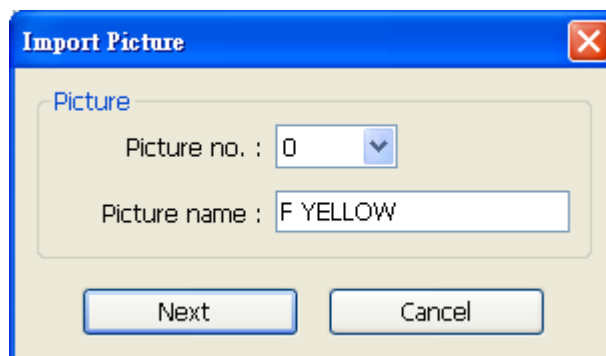 Import Picture
Picture
Picture no. : 0
Picture name : F YELLOW
Next Cancel